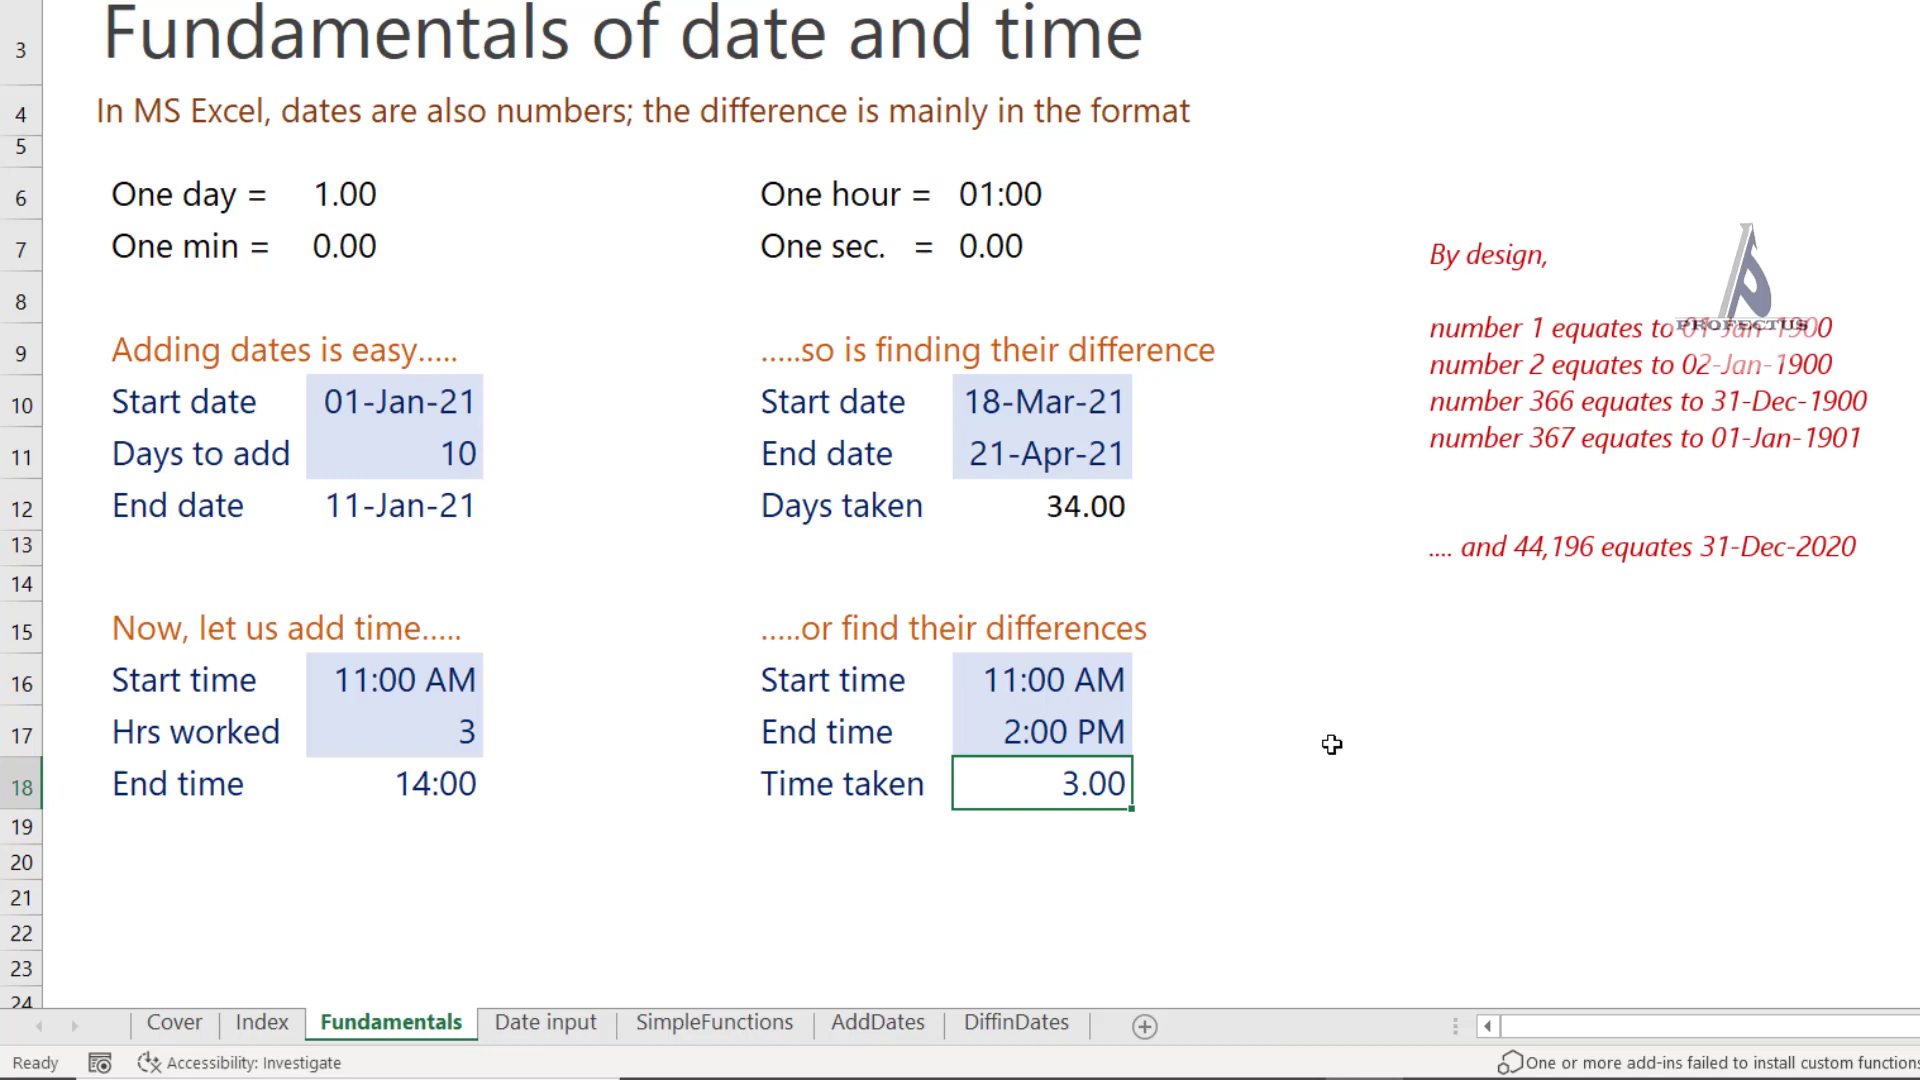 3
Fundamentals of date and time
4
In MS Excel, dates are also numbers; the difference is mainly in the format
5
6
One day = 1.00
One hour = 01:00
7
One min = 0.00
One sec. = 0.00
By design,
8
number 1 equates to 01-Jan-1900
PROFECTUS
9
Adding dates is easy.....
.....so is finding their difference
number 2 equates to 02-Jan-1900
10
Start date 01-Jan-21
Start date 18-Mar-21
number 366 equates to 31-Dec-1900
11
Days to add 10
End date 21-Apr-21
number 367 equates to 01-Jan-1901
12
End date 11-Jan-21
Days taken 34.00
13
.... and 44,196 equates 31-Dec-2020
14
15
Now, let us add time.....
.....or find their differences
16
Start time 11:00 AM
Start time 11:00 AM
17
Hrs worked 3
End time 2:00 PM
18
End time 14:00
Time taken 3.00
19
20
21
22
23
24
Cover Index Fundamentals Date input SimpleFunctions AddDates DiffinDates
Ready Accessibility: Investigate One or more add-ins failed to install custom functions